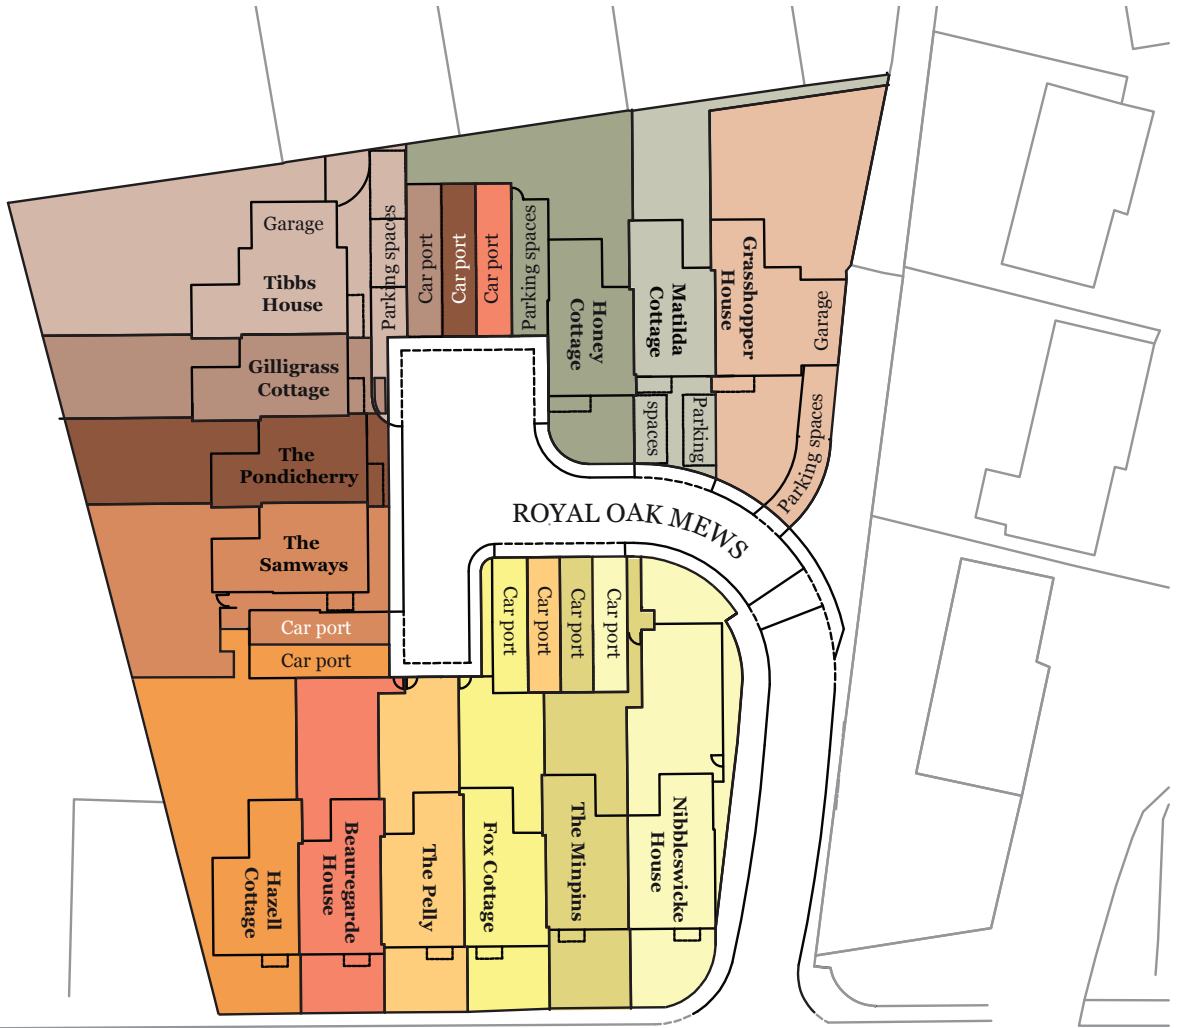 Garage
Tibbs
House
Parking spaces
Car port
Car port
Car port
Parking spaces
Honey
Cottage
Matilda
Cottage
Grasshopper
House
Garage
Gilligrass
Cottage
spaces
Parking
Parking spaces
The
Pondicherry
ROYAL OAK MEWS
The
Samways
Car port
Car port
Car port
Car port
Car port
Car port
Hazell
Cottage
Beauregarde
House
The Pelly
Fox Cottage
The Minpins
Nibbleswicke
House